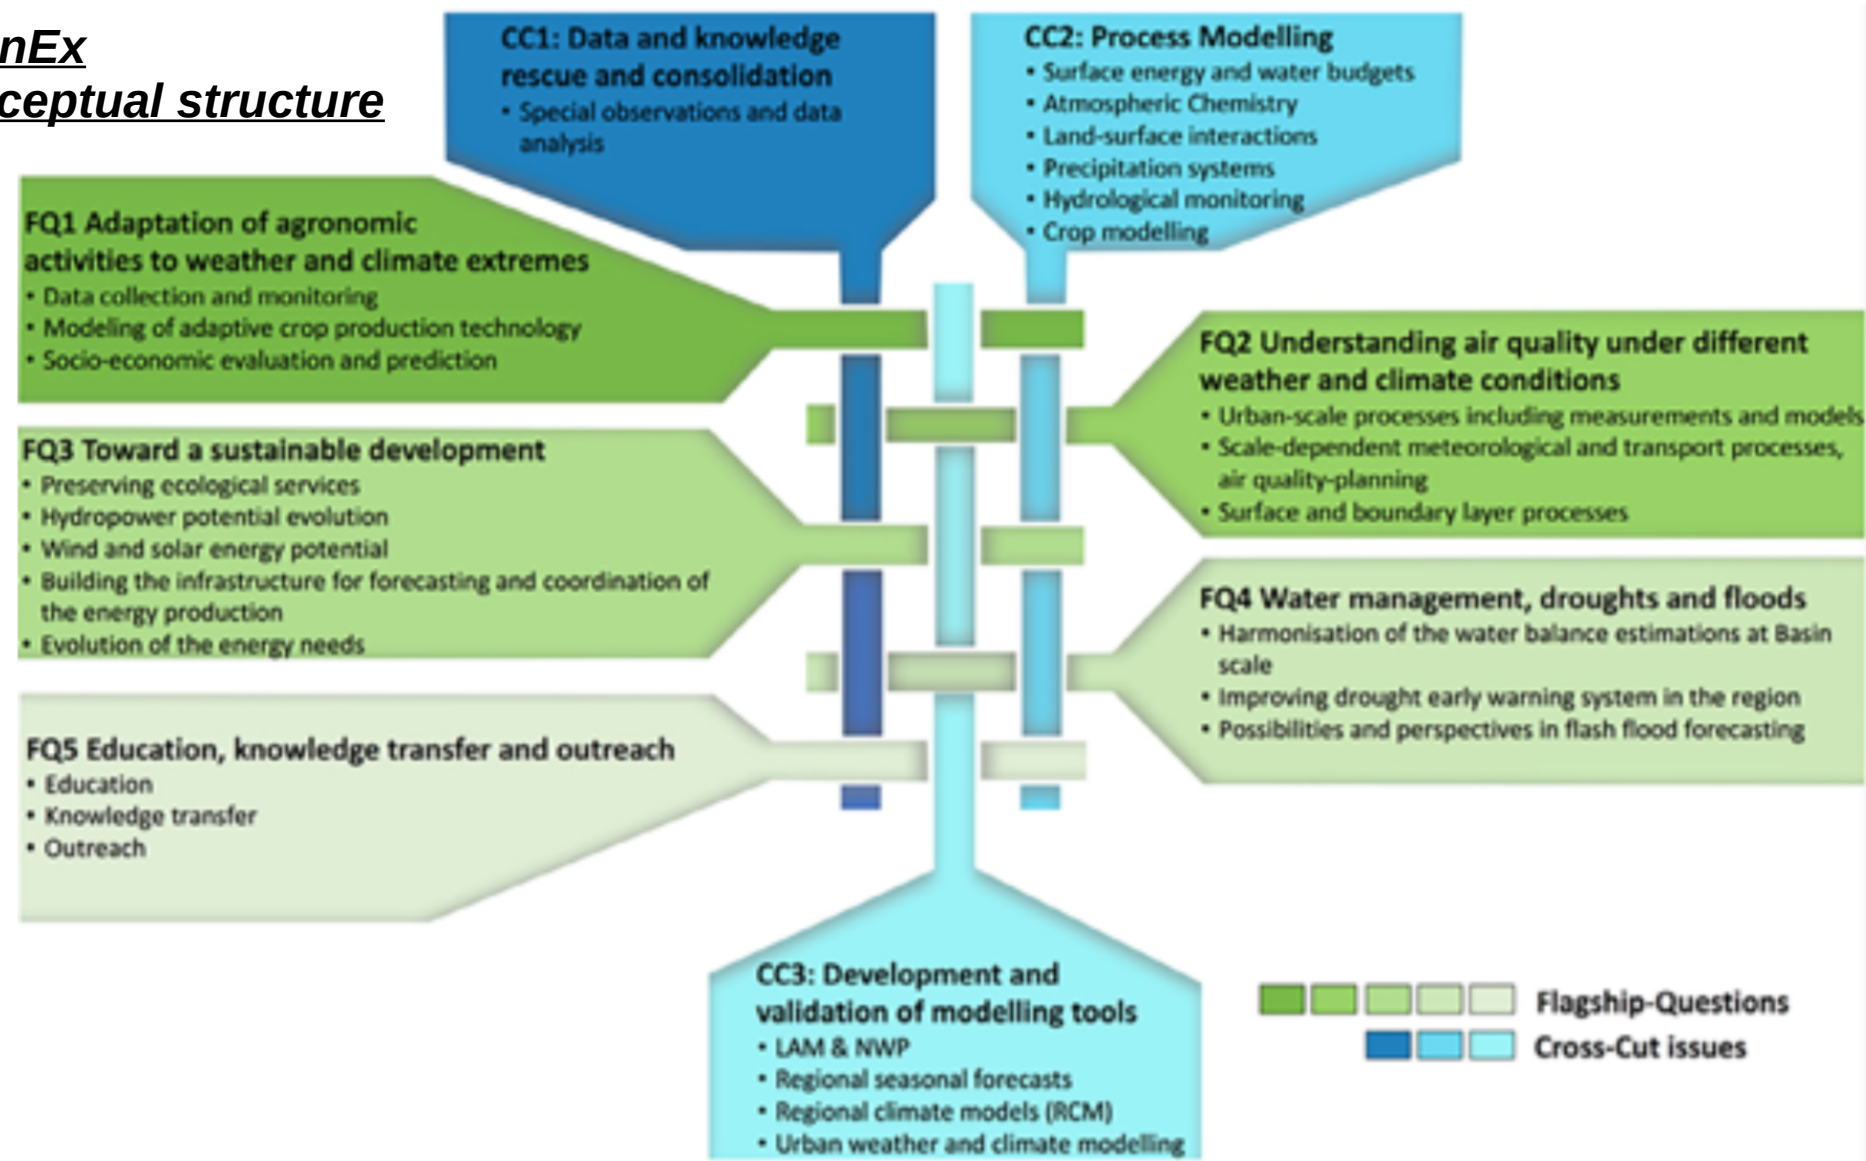 nEx
ceptual structure
CC1: Data and knowledge
rescue and consolidation
• Special observations and data
analysis
CC2: Process Modelling
• Surface energy and water budgets
• Atmospheric Chemistry
• Land-surface interactions
• Precipitation systems
• Hydrological monitoring
• Crop modelling
FQ1 Adaptation of agronomic
activities to weather and climate extremes
• Data collection and monitoring
• Modeling of adaptive crop production technology
• Socio-economic evaluation and prediction
FQ2 Understanding air quality under different
weather and climate conditions
• Urban-scale processes including measurements and models
• Scale-dependent meteorological and transport processes,
air quality-planning
• Surface and boundary layer processes
FQ3 Toward a sustainable development
• Preserving ecological services
• Hydropower potential evolution
• Wind and solar energy potential
• Building the infrastructure for forecasting and coordination of
the energy production
• Evolution of the energy needs
FQ4 Water management, droughts and floods
• Harmonisation of the water balance estimations at Basin
scale
• Improving drought early warning system in the region
• Possibilities and perspectives in flash flood forecasting
FQ5 Education, knowledge transfer and outreach
• Education
• Knowledge transfer
• Outreach
CC3: Development and
validation of modelling tools
• LAM & NWP
• Regional seasonal forecasts
• Regional climate models (RCM)
• Urban weather and climate modelling
Flagship-Questions
Cross-Cut issues